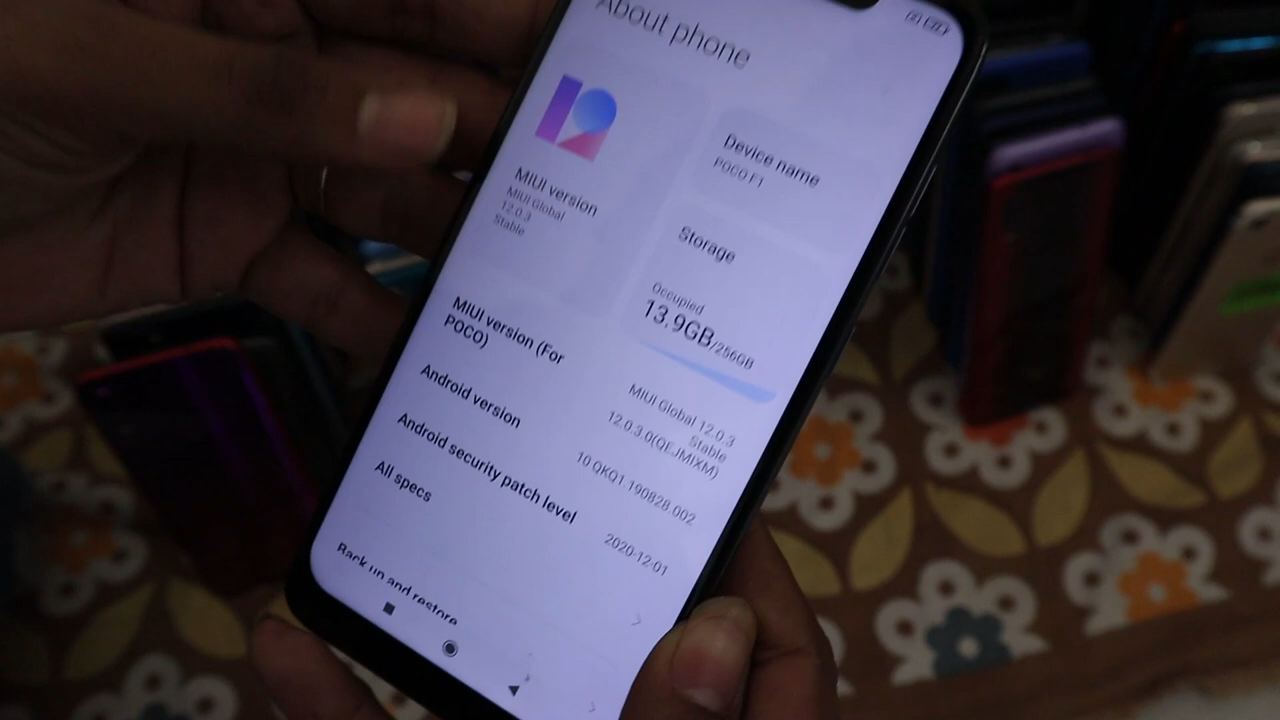 About phone
MIUI version
MIUI Global
12.0.3
Stable
Device name
POCO F1
Storage
Occupied
13.9GB/256GB
MIUI version (For
POCO)
MIUI Global 12.0.3
Stable
12.0.3.0(QEJMIXM)
Android version
10 QKQ1.190828.002
Android security patch level
2020-12-01
All specs
Back up and restore